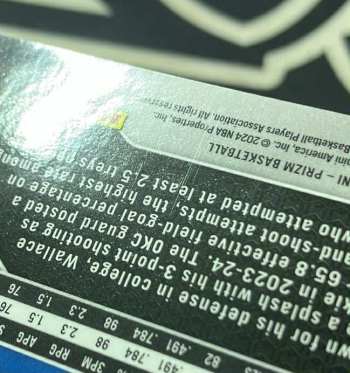 3PM RPG APG
82 .491 .784 98 2.3 1.5 76
.491 .784 98 2.3 1.5 76
wn for his defense in college, Wallace
a splash with his 3-point shooting as
kie in 2023-24. The OKC guard posted a
65.8 effective field-goal percentage on
and-shoot attempts, the highest rate
who attempted at least 2.5 treys.
NI – PRIZM BASKETBALL
ini America, Inc. © 2024 NBA Properties, Inc.
Basketball Players Association. All rights reserv